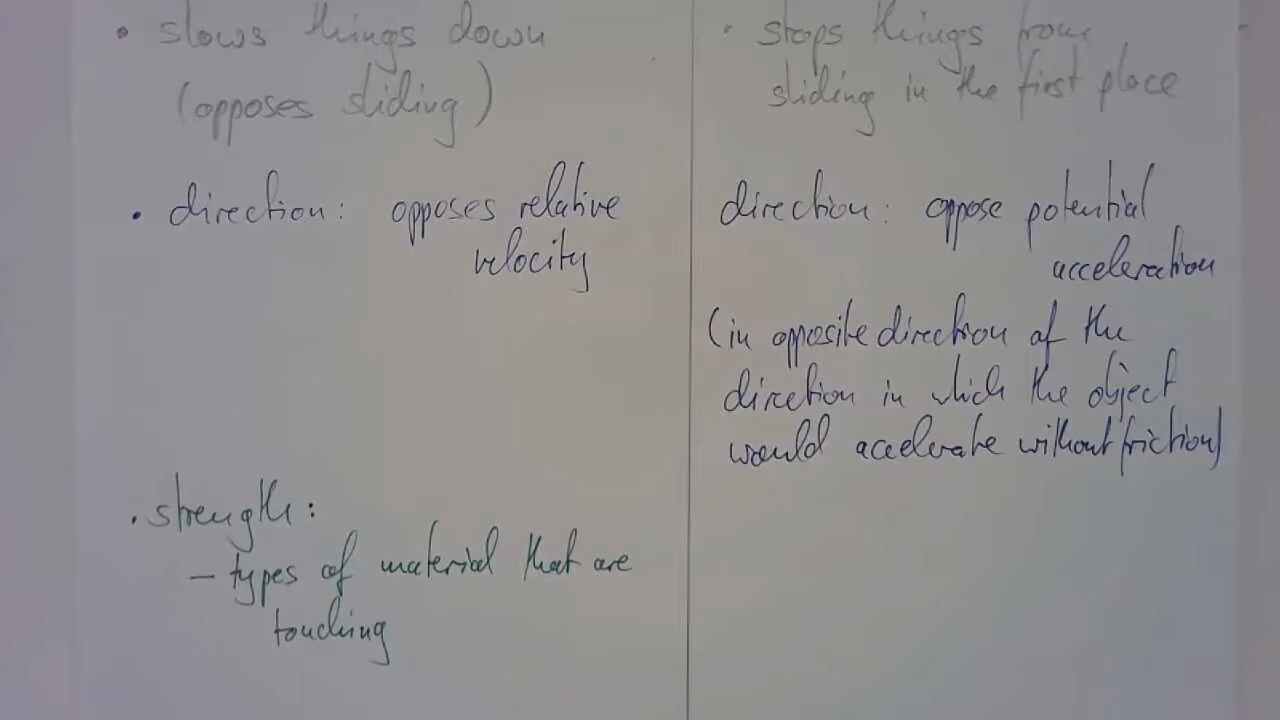 • slows things down
(opposes sliding)
• direction: opposes relative
velocity
• strength:
– types of material that are
touching
• stops things from
sliding in the first place
direction: oppose potential
acceleration
(in opposite direction of the
direction in which the object
would accelerate without friction)